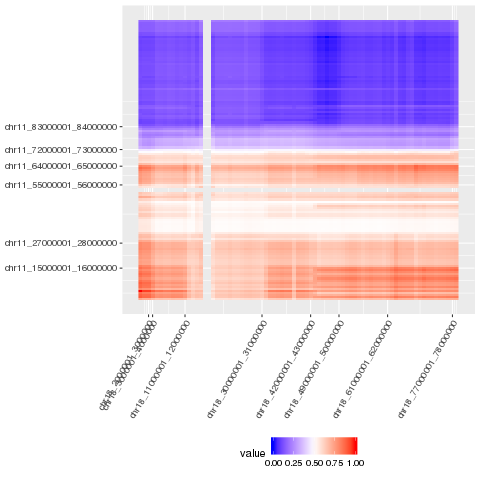 chr11_83000001_84000000
chr11_72000001_73000000
chr11_64000001_65000000
chr11_55000001_56000000
chr11_27000001_28000000
chr11_15000001_16000000
chr18_11000001_12000000
chr18_30000001_31000000
chr18_42000001_43000000
chr18_49000001_50000000
chr18_61000001_62000000
chr18_77000001_78000000
value
0.00 0.25 0.50 0.75 1.00